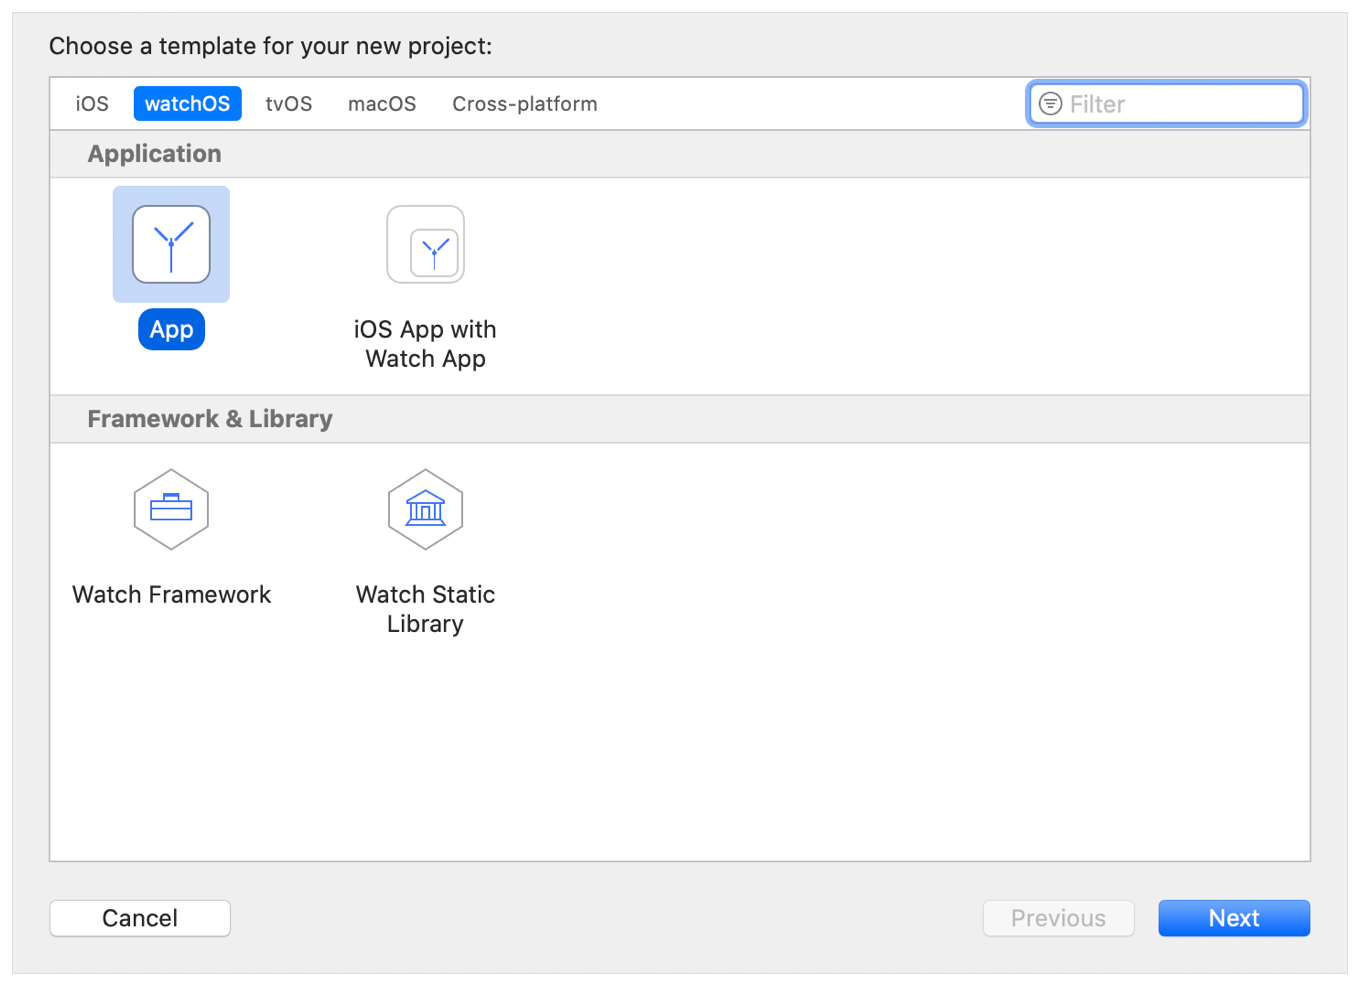 Choose a template for your new project:
iOS watchOS tvOS macOS Cross-platform Filter
Application
App
iOS App with
Watch App
Framework & Library
Watch Framework
Watch Static
Library
Cancel Previous Next